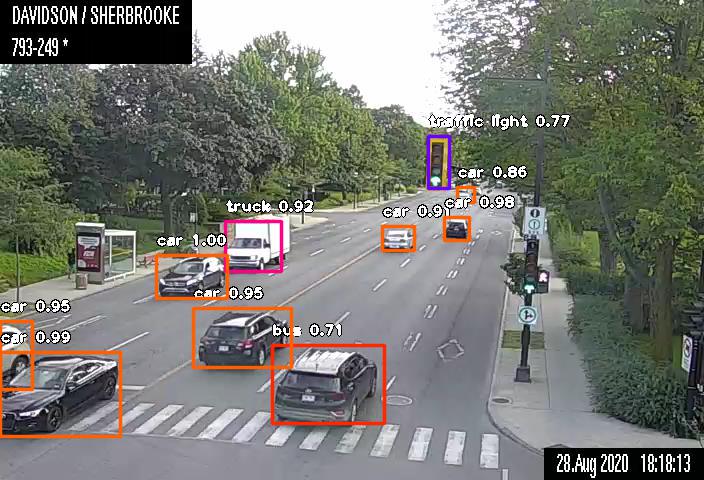 DAVIDSON / SHERBROOKE
793-249 *
traffic light 0.77
car 0.86
truck 0.92
car 0.91
car 0.98
car 1.00
car 0.95
car 0.95
bus 0.71
car 0.99
28.Aug 2020 18:18:13